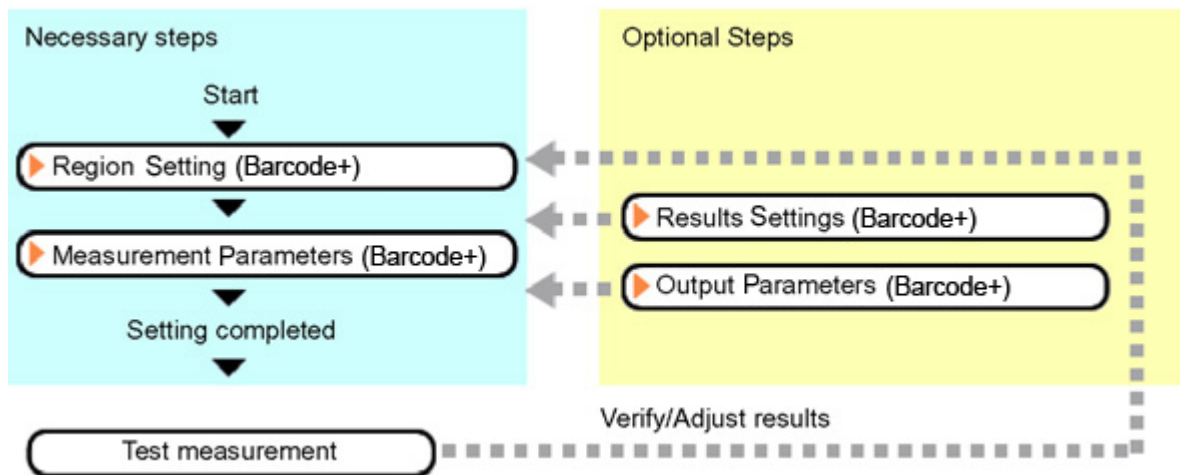 Necessary steps
Start
Region Setting (Barcode+)
Measurement Parameters (Barcode+)
Setting completed
Optional Steps
Results Settings (Barcode+)
Output Parameters (Barcode+)
Verify/Adjust results
Test measurement